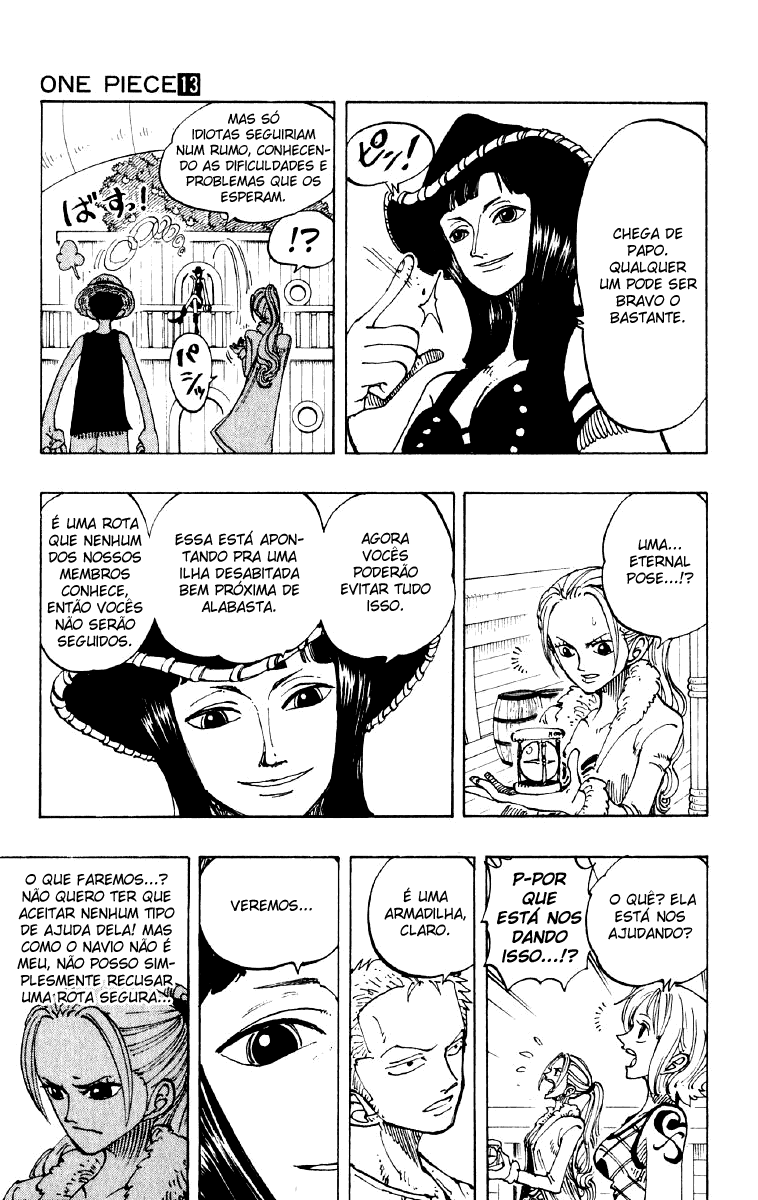 ONE PIECE 13
CHEGA DE
PAPO.
QUALQUER
UM PODE SER
BRAVO O
BASTANTE.
ピッ!
MAS SÓ
IDIOTAS SEGUIRIAM
NUM RUMO, CONHECEN-
DO AS DIFICULDADES E
PROBLEMAS QUE OS
ESPERAM.
!?
ばすっ!
パシッ
UMA...
ETERNAL
POSE...!?
AGORA
VOCÊS
PODERÃO
EVITAR TUDO
ISSO.
ESSA ESTÁ APON-
TANDO PRA UMA
ILHA DESABITADA
BEM PRÓXIMA DE
ALABASTA.
É UMA ROTA
QUE NENHUM
DOS NOSSOS
MEMBROS
CONHECE,
ENTÃO VOCÊS
NÃO SERÃO
SEGUIDOS.
O QUÊ? ELA
ESTÁ NOS
AJUDANDO?
P-POR
QUE
ESTÁ NOS
DANDO
ISSO...!?
É UMA
ARMADILHA,
CLARO.
VEREMOS...
O QUE FAREMOS...?
NÃO QUERO TER QUE
ACEITAR NENHUM TIPO
DE AJUDA DELA! MAS
COMO O NAVIO NÃO É
MEU, NÃO POSSO SIM-
PLESMENTE RECUSAR
UMA ROTA SEGURA...